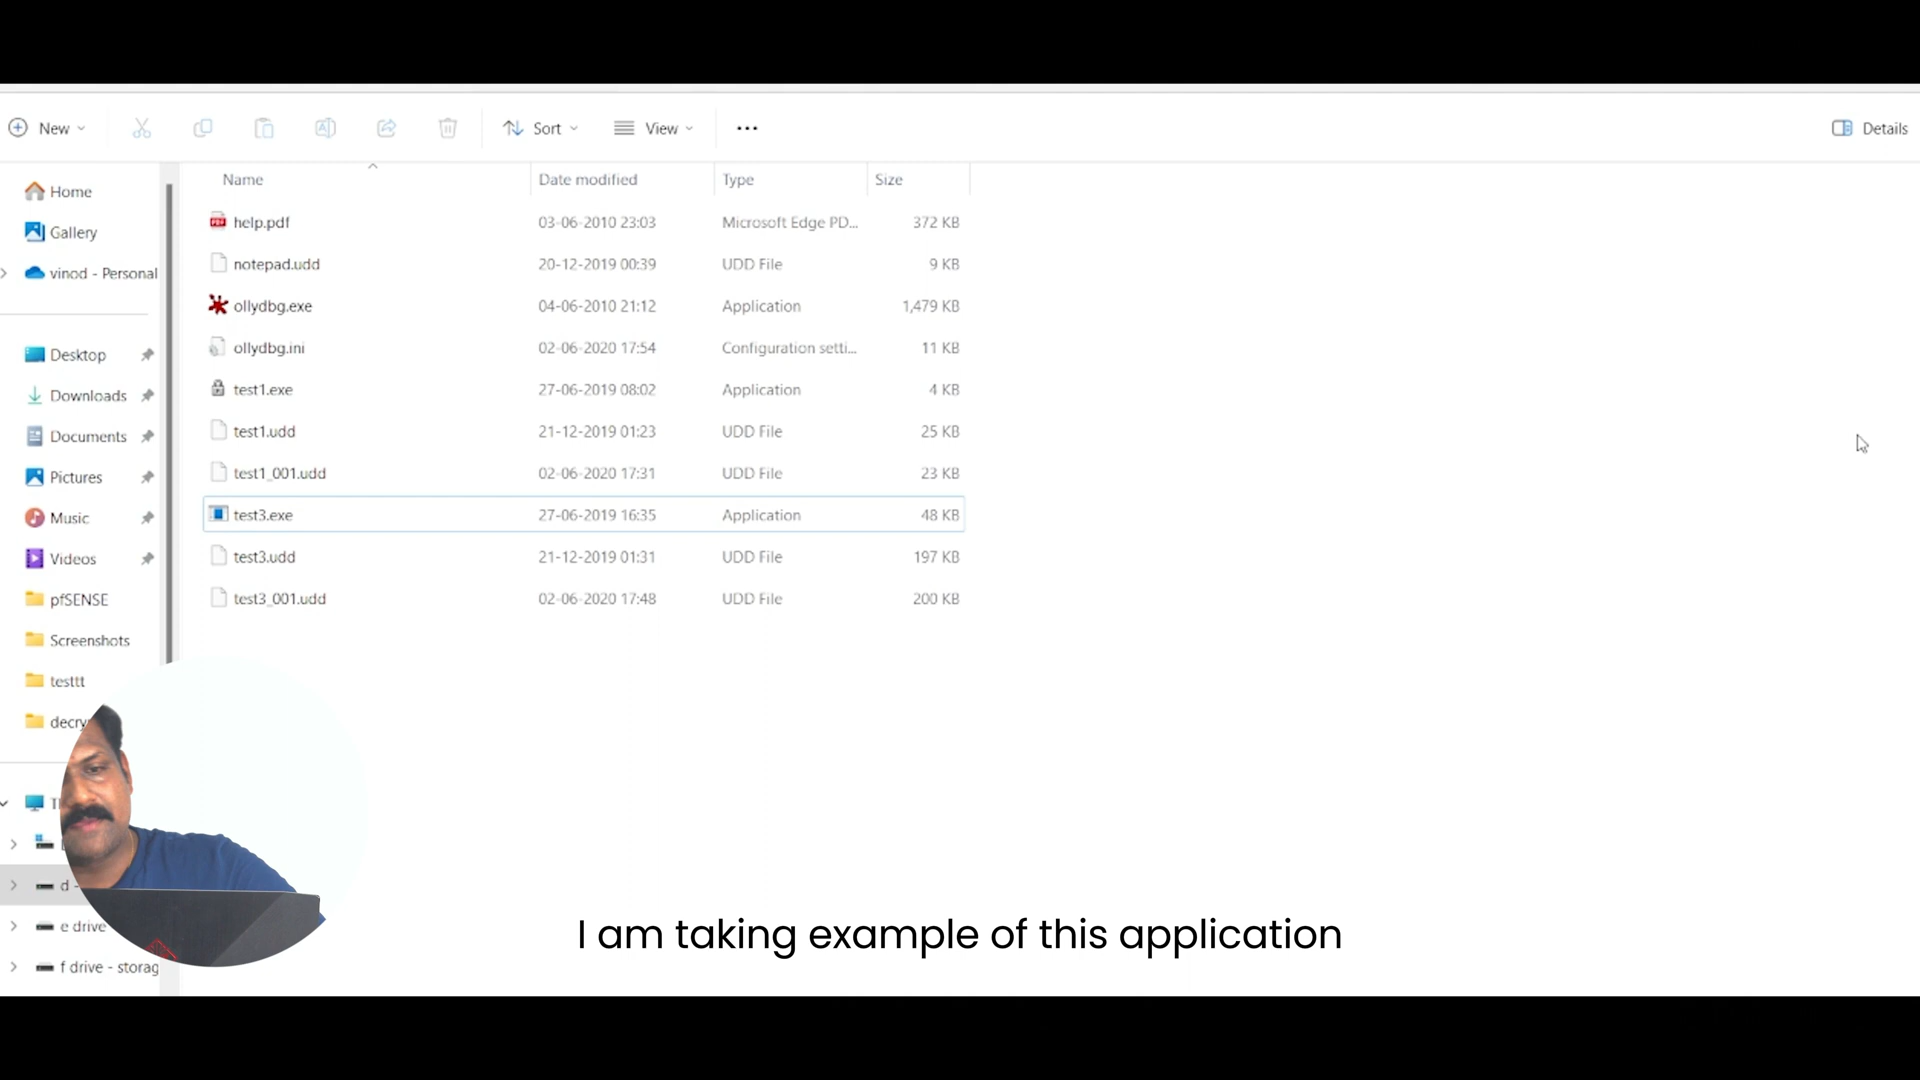 New Sort View ... Details
Name Date modified Type Size
Home
help.pdf 03-06-2010 23:03 Microsoft Edge PD... 372 KB
Gallery
notepad.udd 20-12-2019 00:39 UDD File 9 KB
vinod - Personal
ollydbg.exe 04-06-2010 21:12 Application 1,479 KB
ollydbg.ini 02-06-2020 17:54 Configuration setti... 11 KB
Desktop
test1.exe 27-06-2019 08:02 Application 4 KB
Downloads
test1.udd 21-12-2019 01:23 UDD File 25 KB
Documents
test1_001.udd 02-06-2020 17:31 UDD File 23 KB
Pictures
test3.exe 27-06-2019 16:35 Application 48 KB
Music
test3.udd 21-12-2019 01:31 UDD File 197 KB
Videos
test3_001.udd 02-06-2020 17:48 UDD File 200 KB
pfSENSE
Screenshots
testtt
decry
d -
e drive
f drive - storag
I am taking example of this application